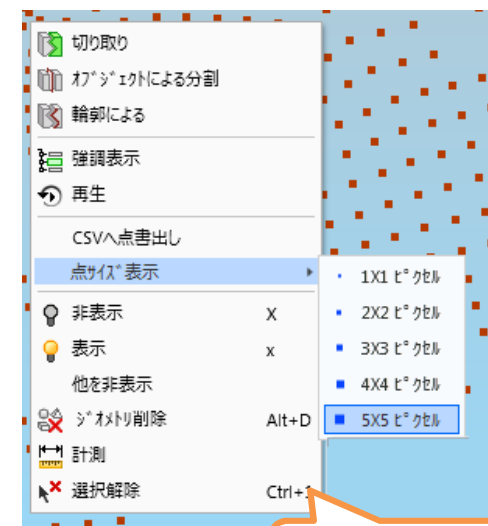 切り取り
ｵﾌﾞｼﾞｪｸﾄによる分割
輪郭による
強調表示
再生
CSVへ点書出し
点ｻｲｽﾞ表示
1X1 ﾋﾟｸｾﾙ
2X2 ﾋﾟｸｾﾙ
3X3 ﾋﾟｸｾﾙ
4X4 ﾋﾟｸｾﾙ
5X5 ﾋﾟｸｾﾙ
非表示 X
表示 x
他を非表示
ｼﾞｵﾒﾄﾘ削除 Alt+D
計測
選択解除 Ctrl+1